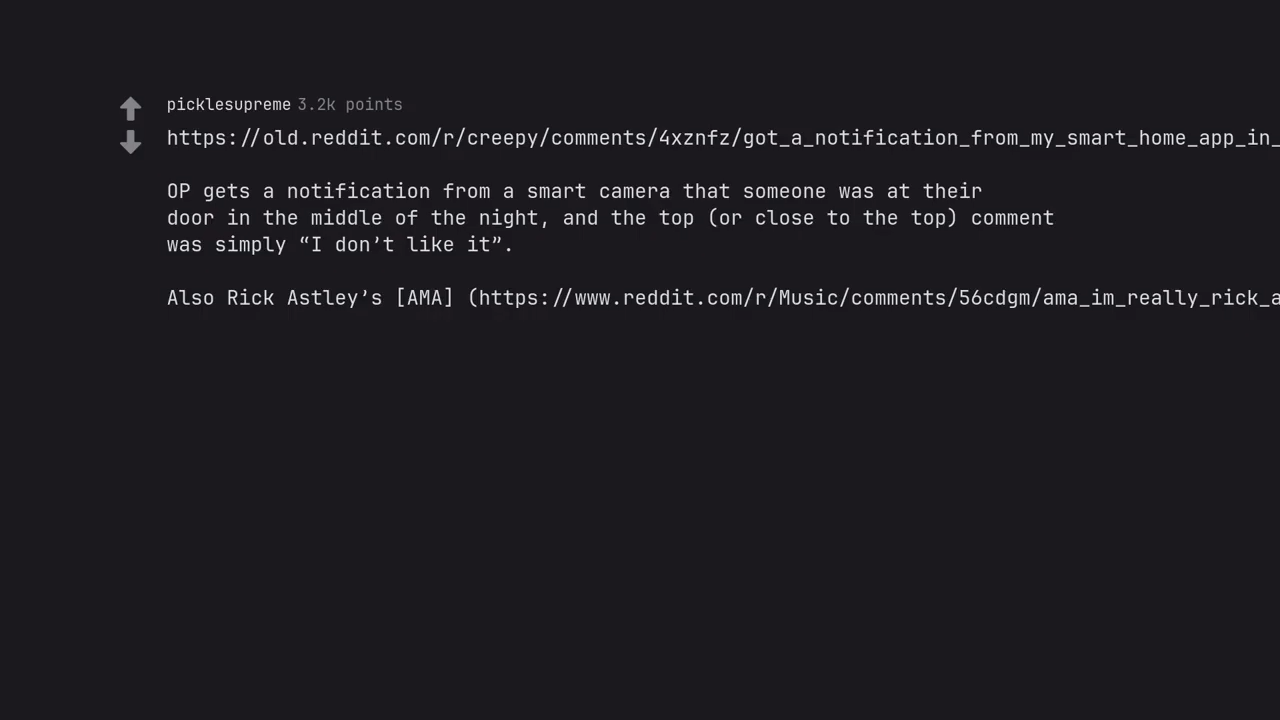 picklesupreme 3.2k points
https://old.reddit.com/r/creepy/comments/4xznfz/got_a_notification_from_my_smart_home_app_in_
OP gets a notification from a smart camera that someone was at their
door in the middle of the night, and the top (or close to the top) comment
was simply “I don’t like it”.
Also Rick Astley’s [AMA] (https://www.reddit.com/r/Music/comments/56cdgm/ama_im_really_rick_a